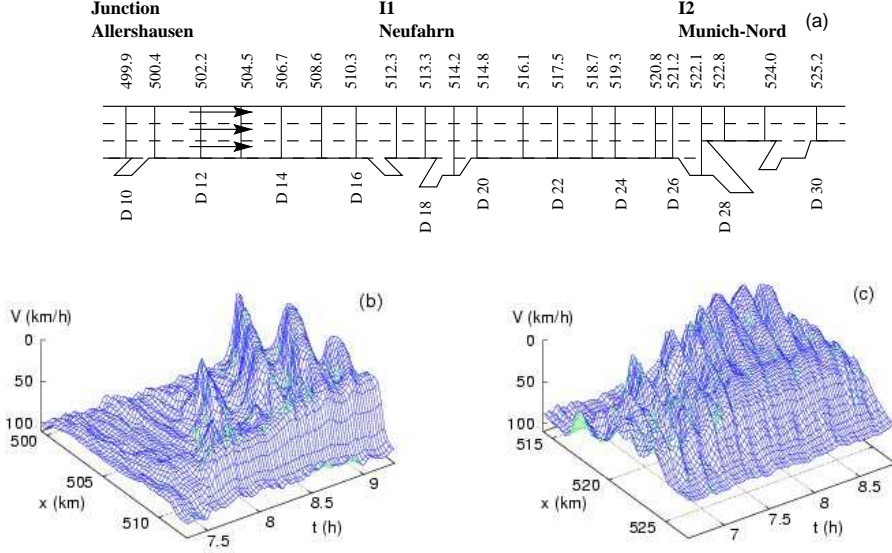 Junction
Allershausen
I1
Neufahrn
I2
Munich-Nord
(a)
499.9
500.4
502.2
504.5
506.7
508.6
510.3
512.3
513.3
514.2
514.8
516.1
517.5
518.7
519.3
520.8
521.2
522.1
522.8
524.0
525.2
D 10
D 12
D 14
D 16
D 18
D 20
D 22
D 24
D 26
D 28
D 30
(b)
V (km/h)
0
50
100
500
505
510
x (km)
7.5
8
8.5
9
t (h)
(c)
V (km/h)
0
50
100
515
520
525
x (km)
7
7.5
8
8.5
t (h)